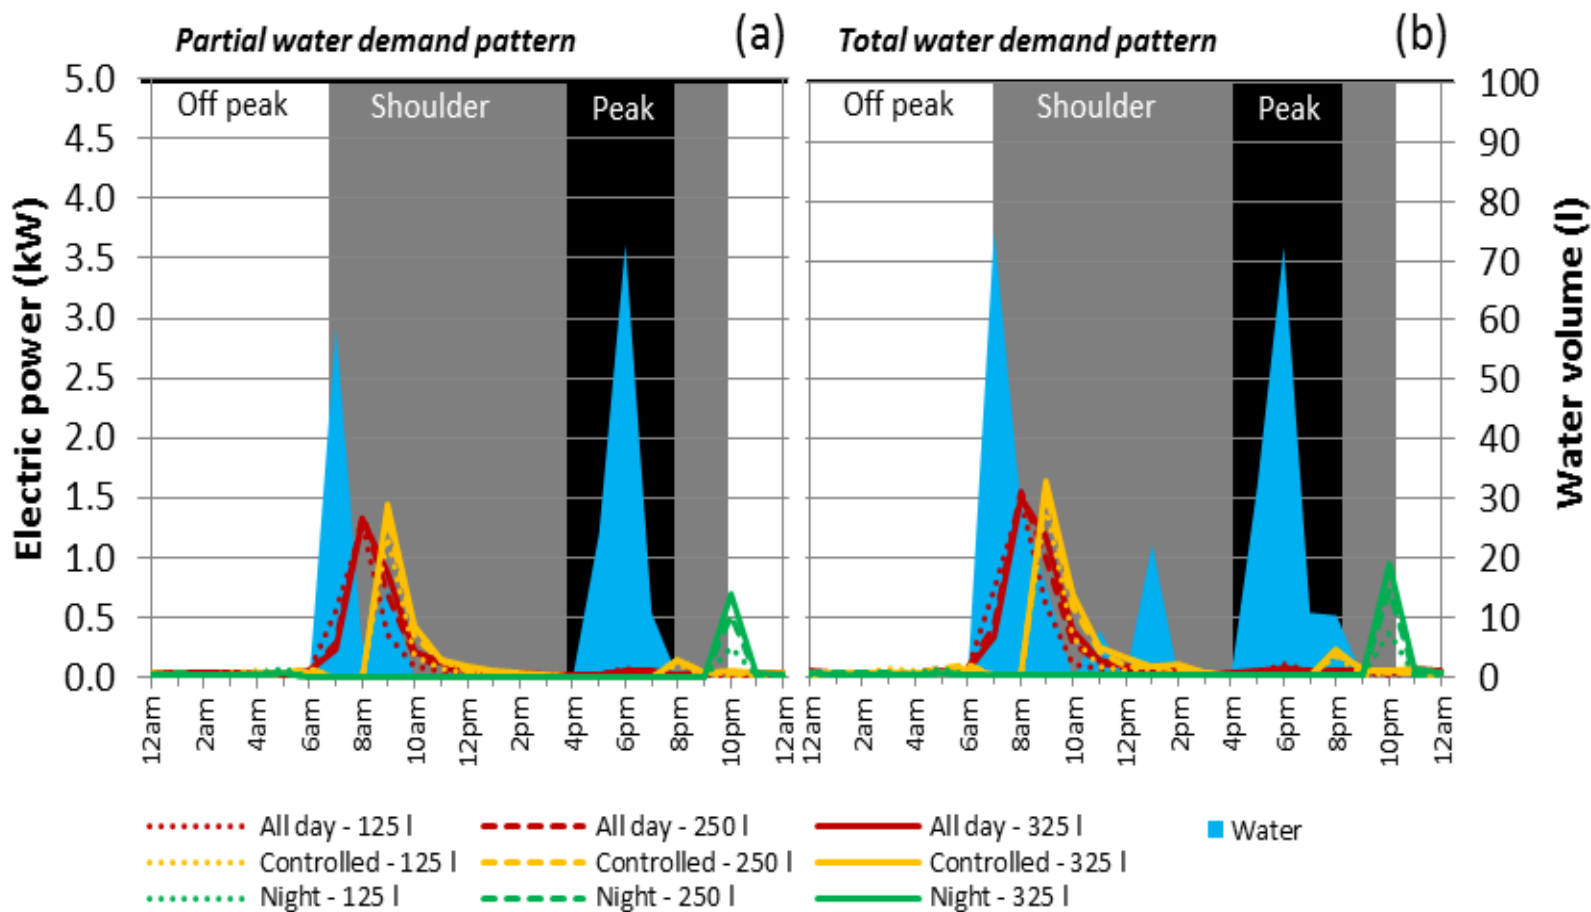 Partial water demand pattern (a)
Total water demand pattern (b)
Off peak Shoulder Peak
Off peak Shoulder Peak
Electric power (kW)
5.0
4.5
4.0
3.5
3.0
2.5
2.0
1.5
1.0
0.5
0.0
100
90
80
70
60
50
40
30
20
10
0
Water volume (l)
12am 2am 4am 6am 8am 10am 12pm 2pm 4pm 6pm 8pm 10pm 12am
12am 2am 4am 6am 8am 10am 12pm 2pm 4pm 6pm 8pm 10pm 12am
All day - 125 l All day - 250 l All day - 325 l Water
Controlled - 125 l Controlled - 250 l Controlled - 325 l
Night - 125 l Night - 250 l Night - 325 l